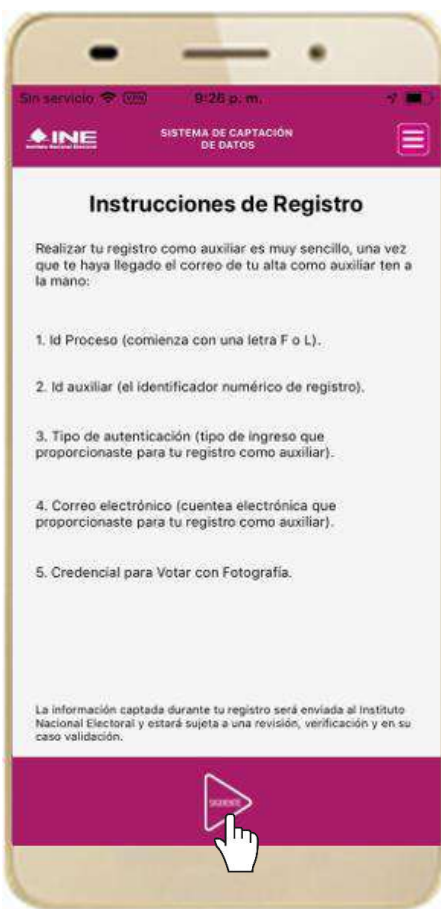 Sin servicio VPN 9:26 p. m.
INE
Instituto Nacional Electoral
SISTEMA DE CAPTACIÓN
DE DATOS
Instrucciones de Registro
Realizar tu registro como auxiliar es muy sencillo, una vez
que te haya llegado el correo de tu alta como auxiliar ten a
la mano:
1. Id Proceso (comienza con una letra F o L).
2. Id auxiliar (el identificador numérico de registro).
3. Tipo de autenticación (tipo de ingreso que
proporcionaste para tu registro como auxiliar).
4. Correo electrónico (cuentea electrónica que
proporcionaste para tu registro como auxiliar).
5. Credencial para Votar con Fotografía.
La información captada durante tu registro será enviada al Instituto
Nacional Electoral y estará sujeta a una revisión, verificación y en su
caso validación.
SIGUIENTE